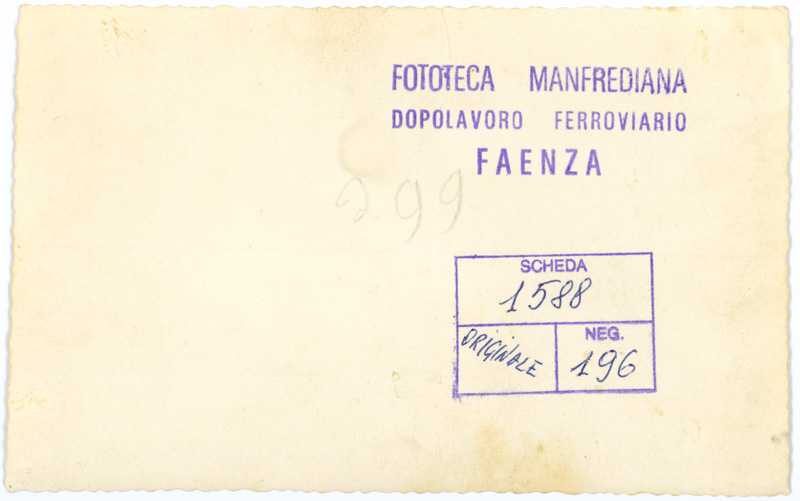 FOTOTECA MANFREDIANA
DOPOLAVORO FERROVIARIO
FAENZA
299
SCHEDA
1588
ORIGINALE
NEG.
196